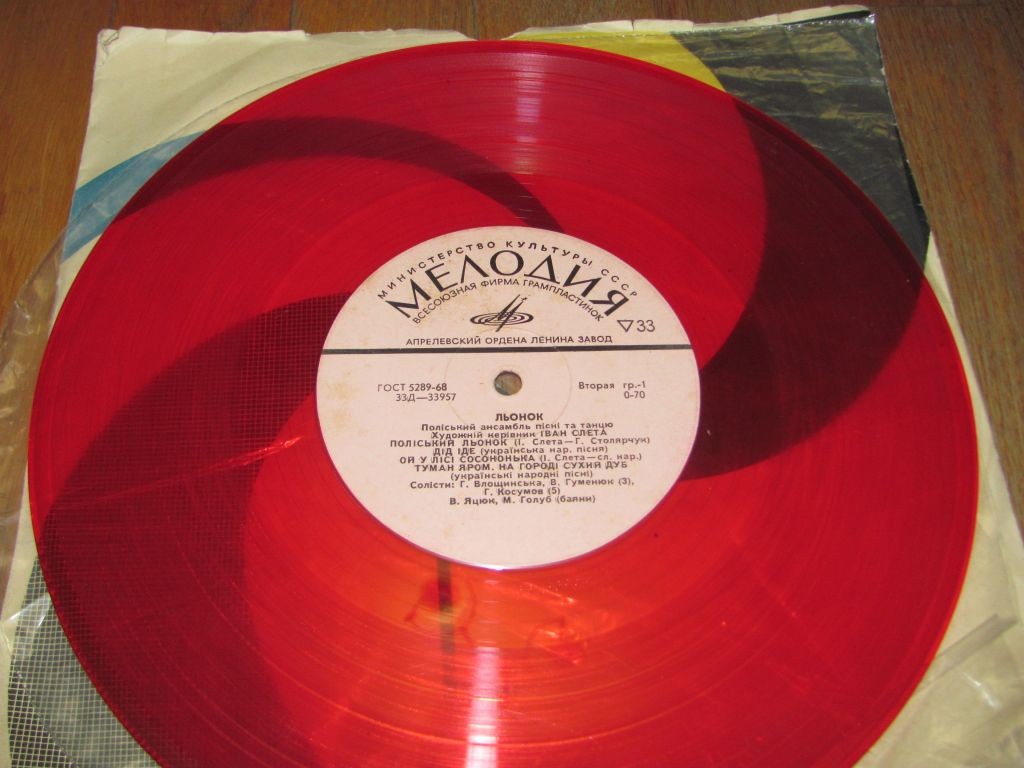 МИНИСТЕРСТВО КУЛЬТУРЫ СССР
МЕЛОДИЯ
ВСЕСОЮЗНАЯ ФИРМА ГРАМПЛАСТИНОК
▽33
АПРЕЛЕВСКИЙ ОРДЕНА ЛЕНИНА ЗАВОД
ГОСТ 5289-68 Вторая гр.-1
33Д—33957 0-70
ЛЬОНОК
Поліський ансамбль пісні та танцю
Художній керівник ІВАН СЛЕТА
ПОЛІСЬКИЙ ЛЬОНОК (І. Слета—Г. Столярчук)
ДІД ІДЕ (українська нар. пісня)
ОЙ У ЛІСІ СОСОНОНЬКА (І. Слета—сл. нар.)
ТУМАН ЯРОМ, НА ГОРОДІ СУХИЙ ДУБ
(українські народні пісні)
Солісти: Г. Влощинська, В. Гуменюк (3),
Г. Косумов (5)
В. Яцюк, М. Голуб (баяни)